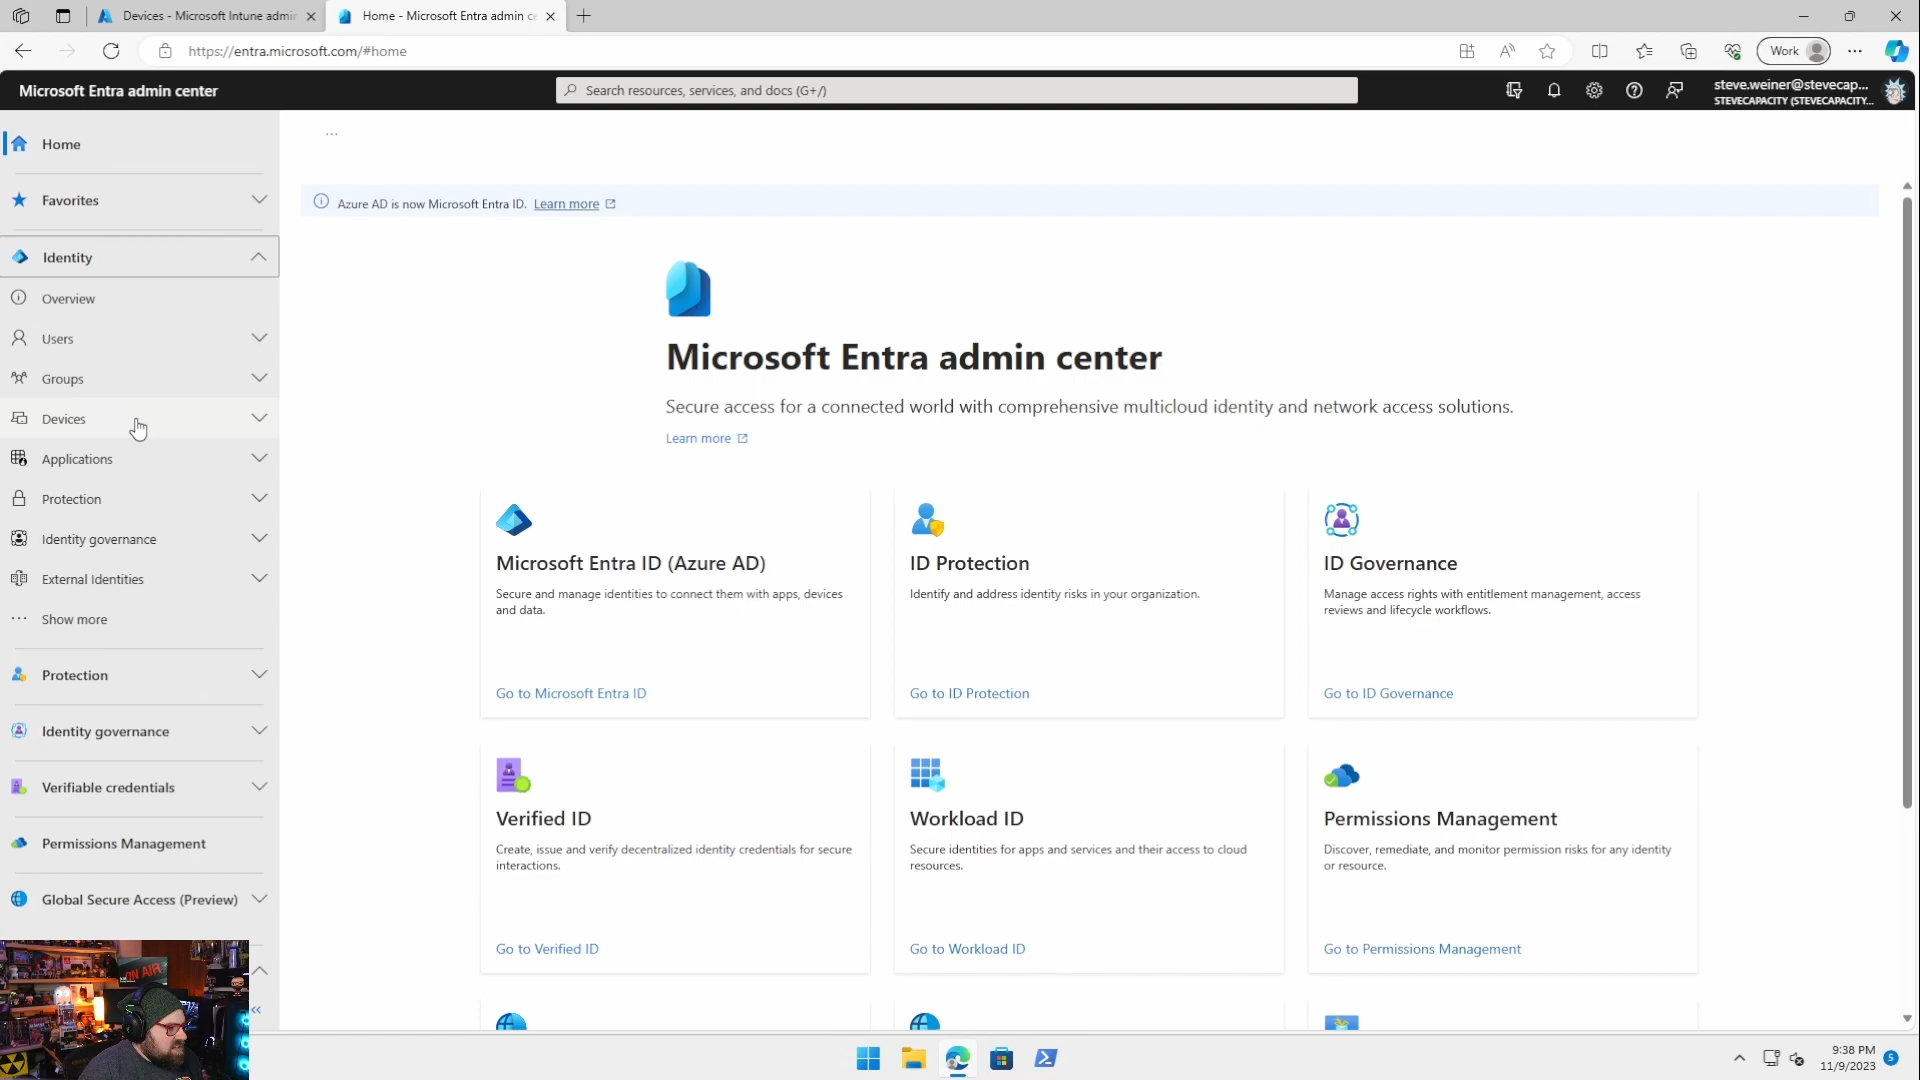 Devices - Microsoft Intune admin
Home - Microsoft Entra admin ce
https://entra.microsoft.com/#home
Work
Microsoft Entra admin center
Search resources, services, and docs (G+/)
steve.weiner@stevecap...
STEVECAPACITY (STEVECAPACITY....
Home
Favorites
Identity
Overview
Users
Groups
Devices
Applications
Protection
Identity governance
External Identities
Show more
Protection
Identity governance
Verifiable credentials
Permissions Management
Global Secure Access (Preview)
...
Azure AD is now Microsoft Entra ID. Learn more
Microsoft Entra admin center
Secure access for a connected world with comprehensive multicloud identity and network access solutions.
Learn more
Microsoft Entra ID (Azure AD)
Secure and manage identities to connect them with apps, devices
and data.
Go to Microsoft Entra ID
ID Protection
Identify and address identity risks in your organization.
Go to ID Protection
ID Governance
Manage access rights with entitlement management, access
reviews and lifecycle workflows.
Go to ID Governance
Verified ID
Create, issue and verify decentralized identity credentials for secure
interactions.
Go to Verified ID
Workload ID
Secure identities for apps and services and their access to cloud
resources.
Go to Workload ID
Permissions Management
Discover, remediate, and monitor permission risks for any identity
or resource.
Go to Permissions Management
ON AIR
9:38 PM
11/9/2023
5